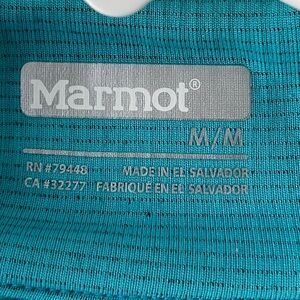 Marmot®
M/M
RN #79448 MADE IN EL SALVADOR
CA #32277 FABRIQUÉ EN EL SALVADOR